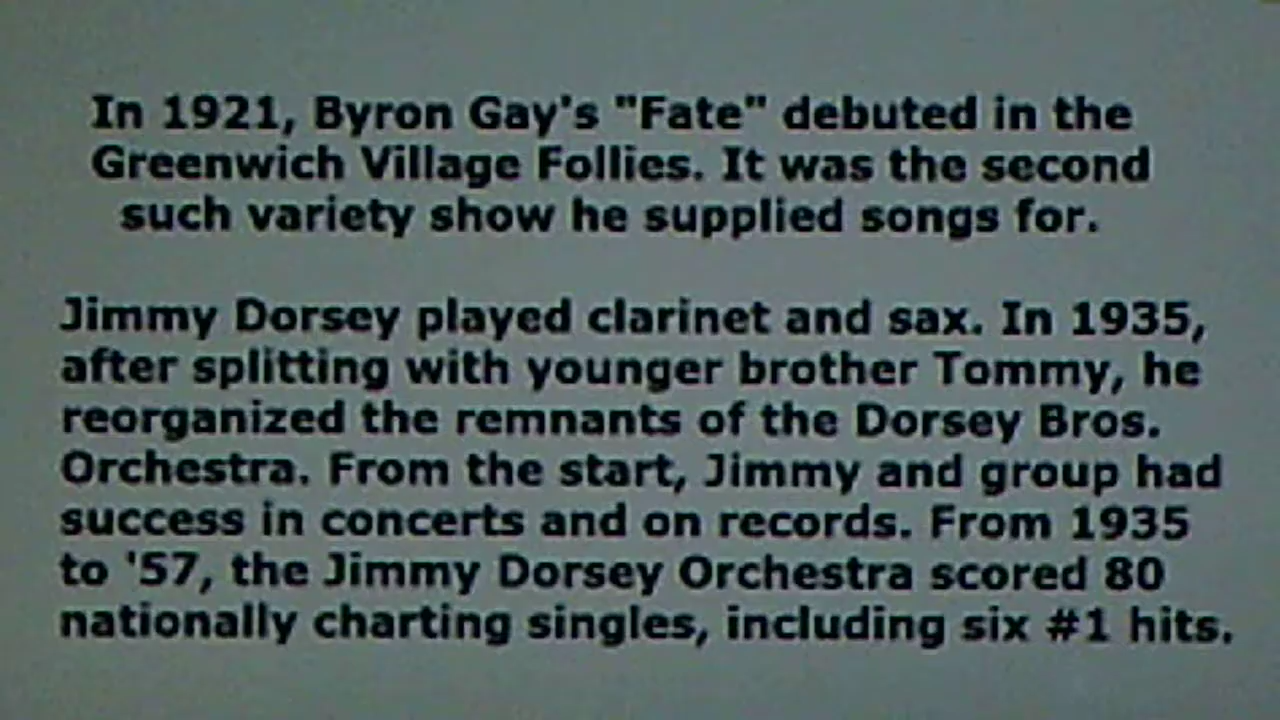 In 1921, Byron Gay's "Fate" debuted in the
Greenwich Village Follies. It was the second
such variety show he supplied songs for.
Jimmy Dorsey played clarinet and sax. In 1935,
after splitting with younger brother Tommy, he
reorganized the remnants of the Dorsey Bros.
Orchestra. From the start, Jimmy and group had
success in concerts and on records. From 1935
to '57, the Jimmy Dorsey Orchestra scored 80
nationally charting singles, including six #1 hits.